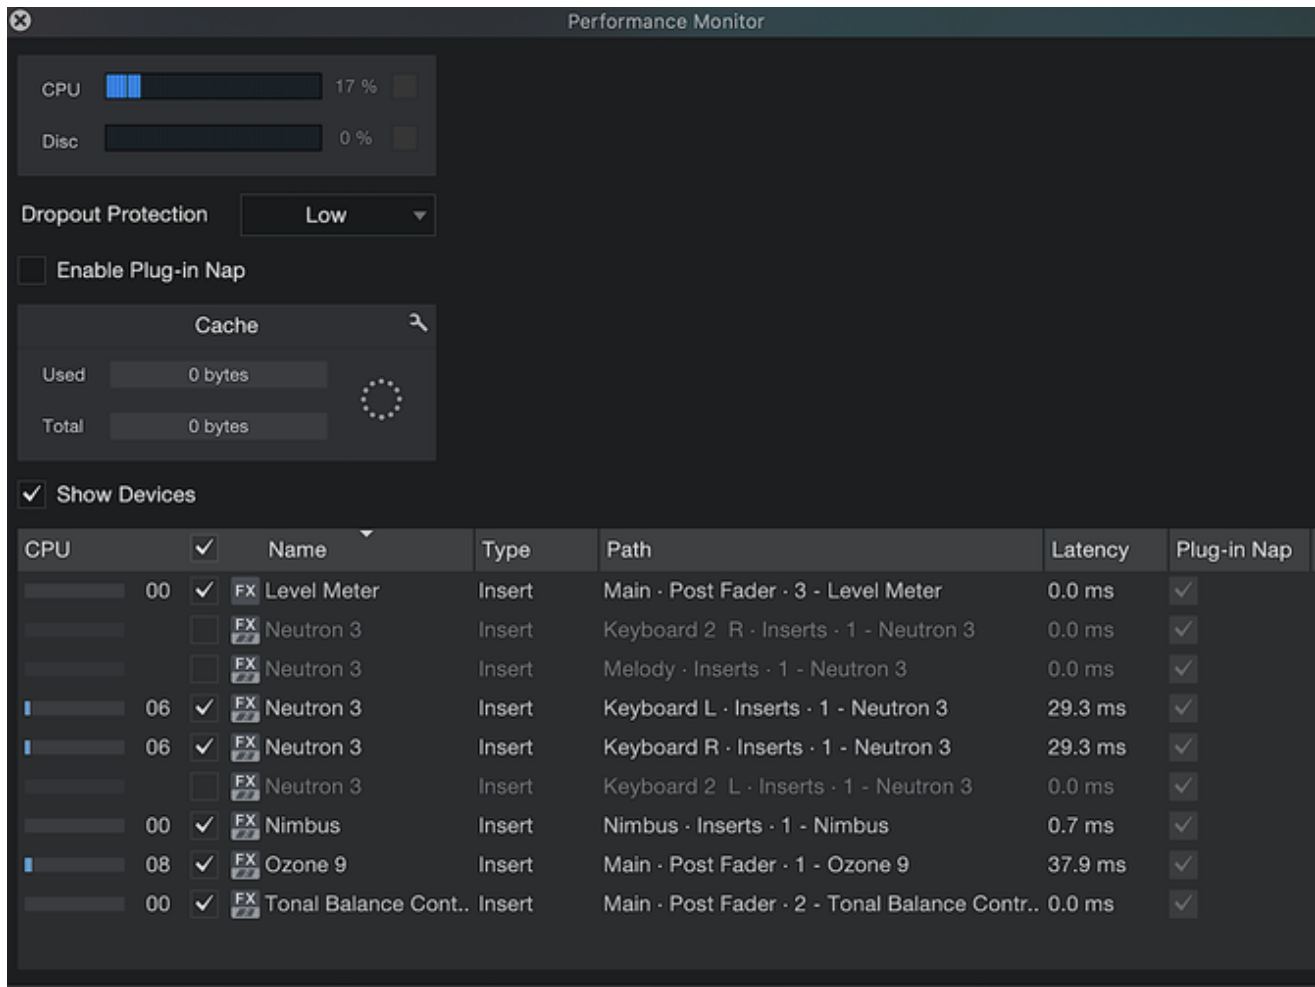 Performance Monitor
CPU 17 %
Disc 0 %
Dropout Protection Low
Enable Plug-in Nap
Cache
Used 0 bytes
Total 0 bytes
Show Devices
CPU Name Type Path Latency Plug-in Nap
00 FX Level Meter Insert Main · Post Fader · 3 - Level Meter 0.0 ms
FX Neutron 3 Insert Keyboard 2 R · Inserts · 1 - Neutron 3 0.0 ms
FX Neutron 3 Insert Melody · Inserts · 1 - Neutron 3 0.0 ms
06 FX Neutron 3 Insert Keyboard L · Inserts · 1 - Neutron 3 29.3 ms
06 FX Neutron 3 Insert Keyboard R · Inserts · 1 - Neutron 3 29.3 ms
FX Neutron 3 Insert Keyboard 2 L · Inserts · 1 - Neutron 3 0.0 ms
00 FX Nimbus Insert Nimbus · Inserts · 1 - Nimbus 0.7 ms
08 FX Ozone 9 Insert Main · Post Fader · 1 - Ozone 9 37.9 ms
00 FX Tonal Balance Cont.. Insert Main · Post Fader · 2 - Tonal Balance Contr.. 0.0 ms